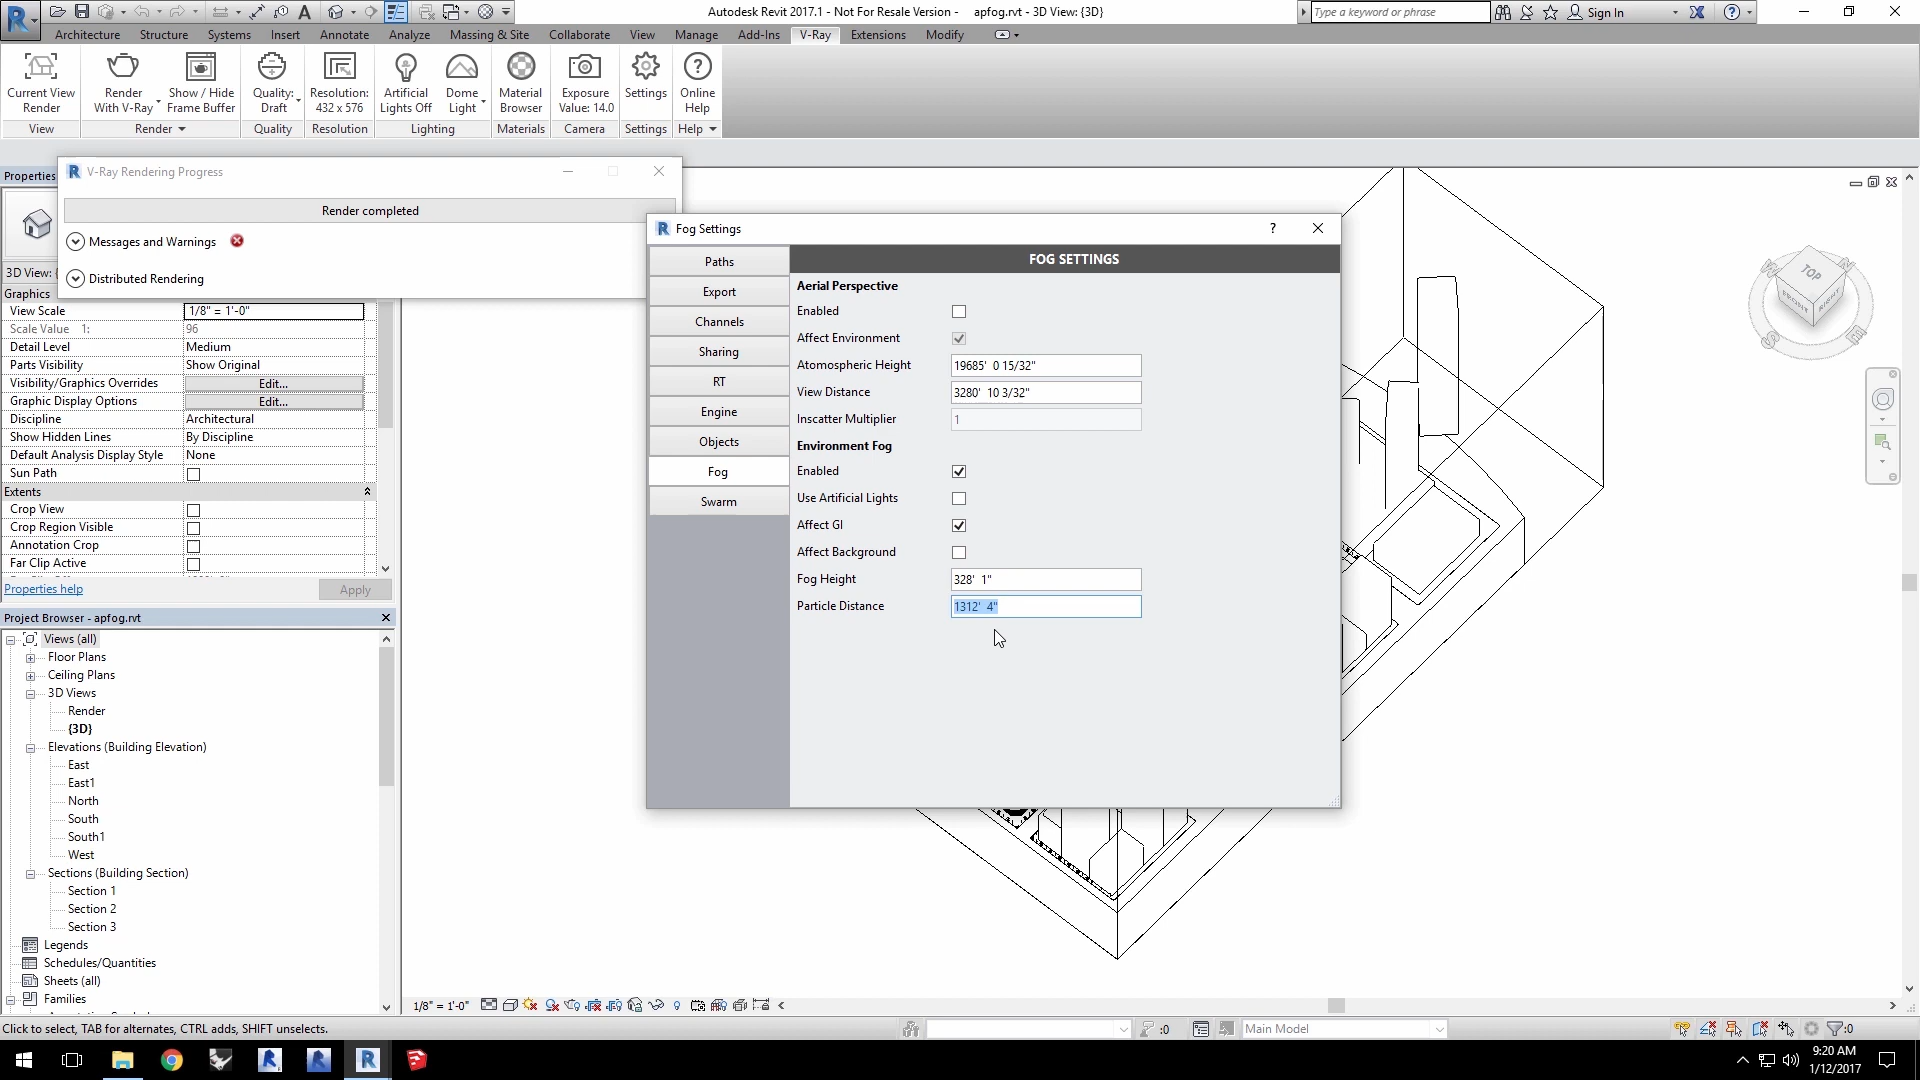 Autodesk Revit 2017.1 - Not For Resale Version - apfog.rvt - 3D View: {3D}
Type a keyword or phrase
Sign In
Architecture Structure Systems Insert Annotate Analyze Massing & Site Collaborate View Manage Add-Ins V-Ray Extensions Modify
Current View Render
Render With V-Ray
Show / Hide Frame Buffer
Quality: Draft
Resolution: 432 x 576
Artificial Lights Off
Dome Light
Material Browser
Exposure Value: 14.0
Settings
Online Help
View Render Quality Resolution Lighting Materials Camera Settings Help
Properties
V-Ray Rendering Progress
Render completed
Messages and Warnings
Distributed Rendering
3D View: {
Graphics
View Scale 1/8" = 1'-0"
Scale Value 1: 96
Detail Level Medium
Parts Visibility Show Original
Visibility/Graphics Overrides Edit...
Graphic Display Options Edit...
Discipline Architectural
Show Hidden Lines By Discipline
Default Analysis Display Style None
Sun Path
Extents
Crop View
Crop Region Visible
Annotation Crop
Far Clip Active
Properties help Apply
Project Browser - apfog.rvt
Views (all)
Floor Plans
Ceiling Plans
3D Views
Render
{3D}
Elevations (Building Elevation)
East
East1
North
South
South1
West
Sections (Building Section)
Section 1
Section 2
Section 3
Legends
Schedules/Quantities
Sheets (all)
Families
Fog Settings
?
Paths
Export
Channels
Sharing
RT
Engine
Objects
Fog
Swarm
FOG SETTINGS
Aerial Perspective
Enabled
Affect Environment
Atomospheric Height 19685' 0 15/32"
View Distance 3280' 10 3/32"
Inscatter Multiplier 1
Environment Fog
Enabled
Use Artificial Lights
Affect GI
Affect Background
Fog Height 328' 1"
Particle Distance 1312' 4"
TOP
FRONT
RIGHT
W
N
S
E
1/8" = 1'-0"
Click to select, TAB for alternates, CTRL adds, SHIFT unselects.
:0
Main Model
:0
9:20 AM
1/12/2017